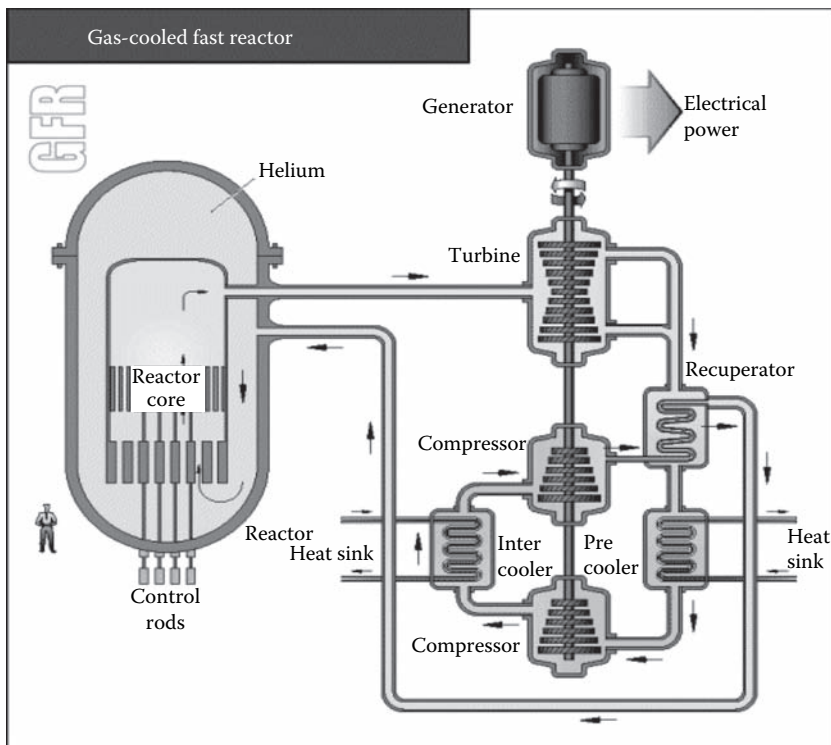 Gas-cooled fast reactor
GFR
Generator
Electrical
power
Helium
Turbine
Reactor
core
Recuperator
Compressor
Reactor
Heat sink
Inter
cooler
Pre
cooler
Heat
sink
Control
rods
Compressor